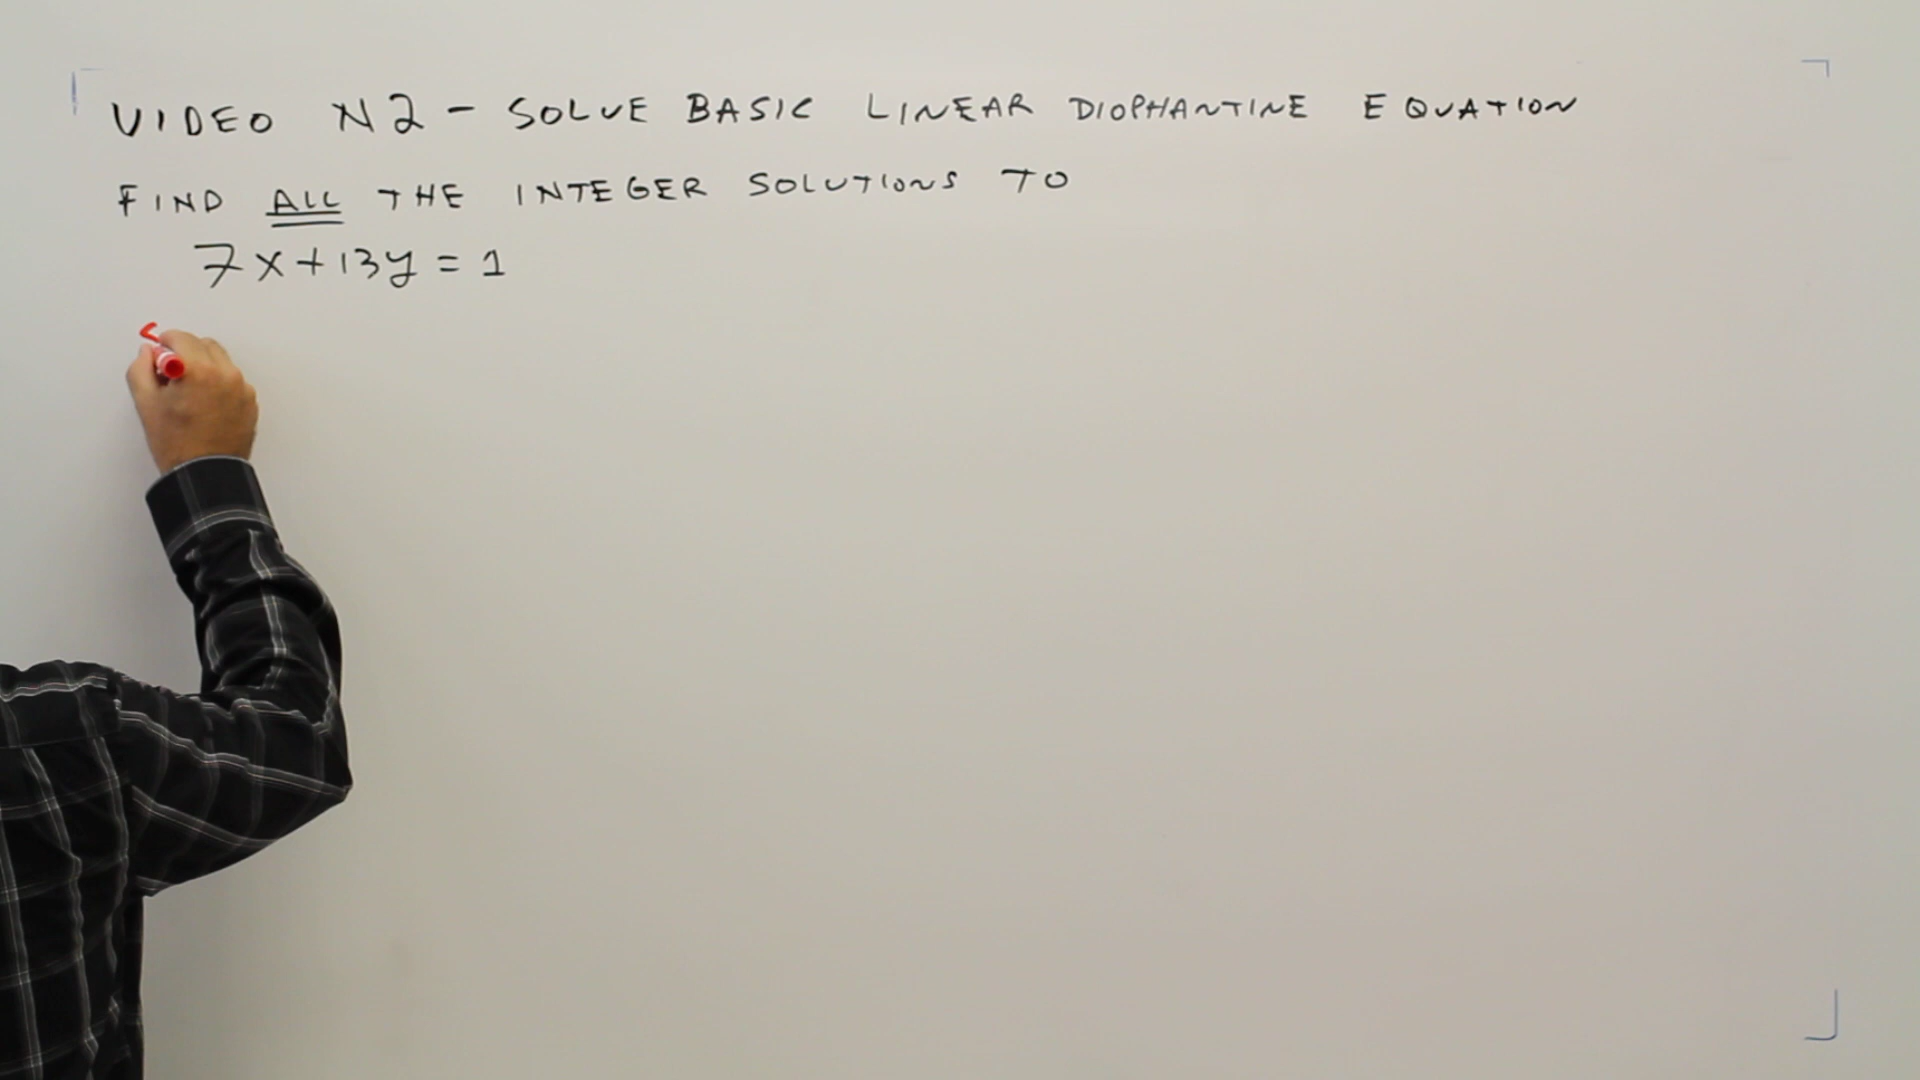 VIDEO N2 - SOLVE BASIC LINEAR DIOPHANTINE EQUATION
FIND ALL THE INTEGER SOLUTIONS TO
7x+13y=1